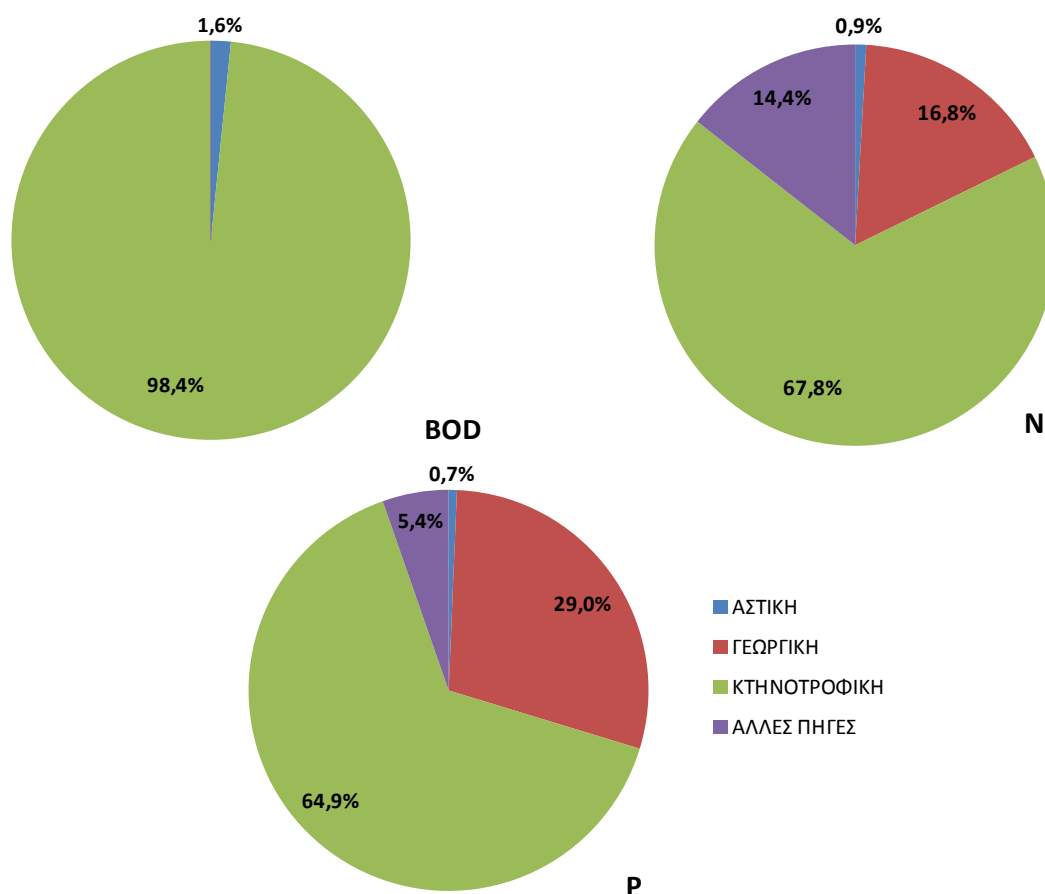 1,6%
98,4%
BOD
0,9%
14,4%
16,8%
67,8%
N
0,7%
5,4%
29,0%
64,9%
P
ΑΣΤΙΚΗ
ΓΕΩΡΓΙΚΗ
ΚΤΗΝΟΤΡΟΦΙΚΗ
ΑΛΛΕΣ ΠΗΓΕΣ